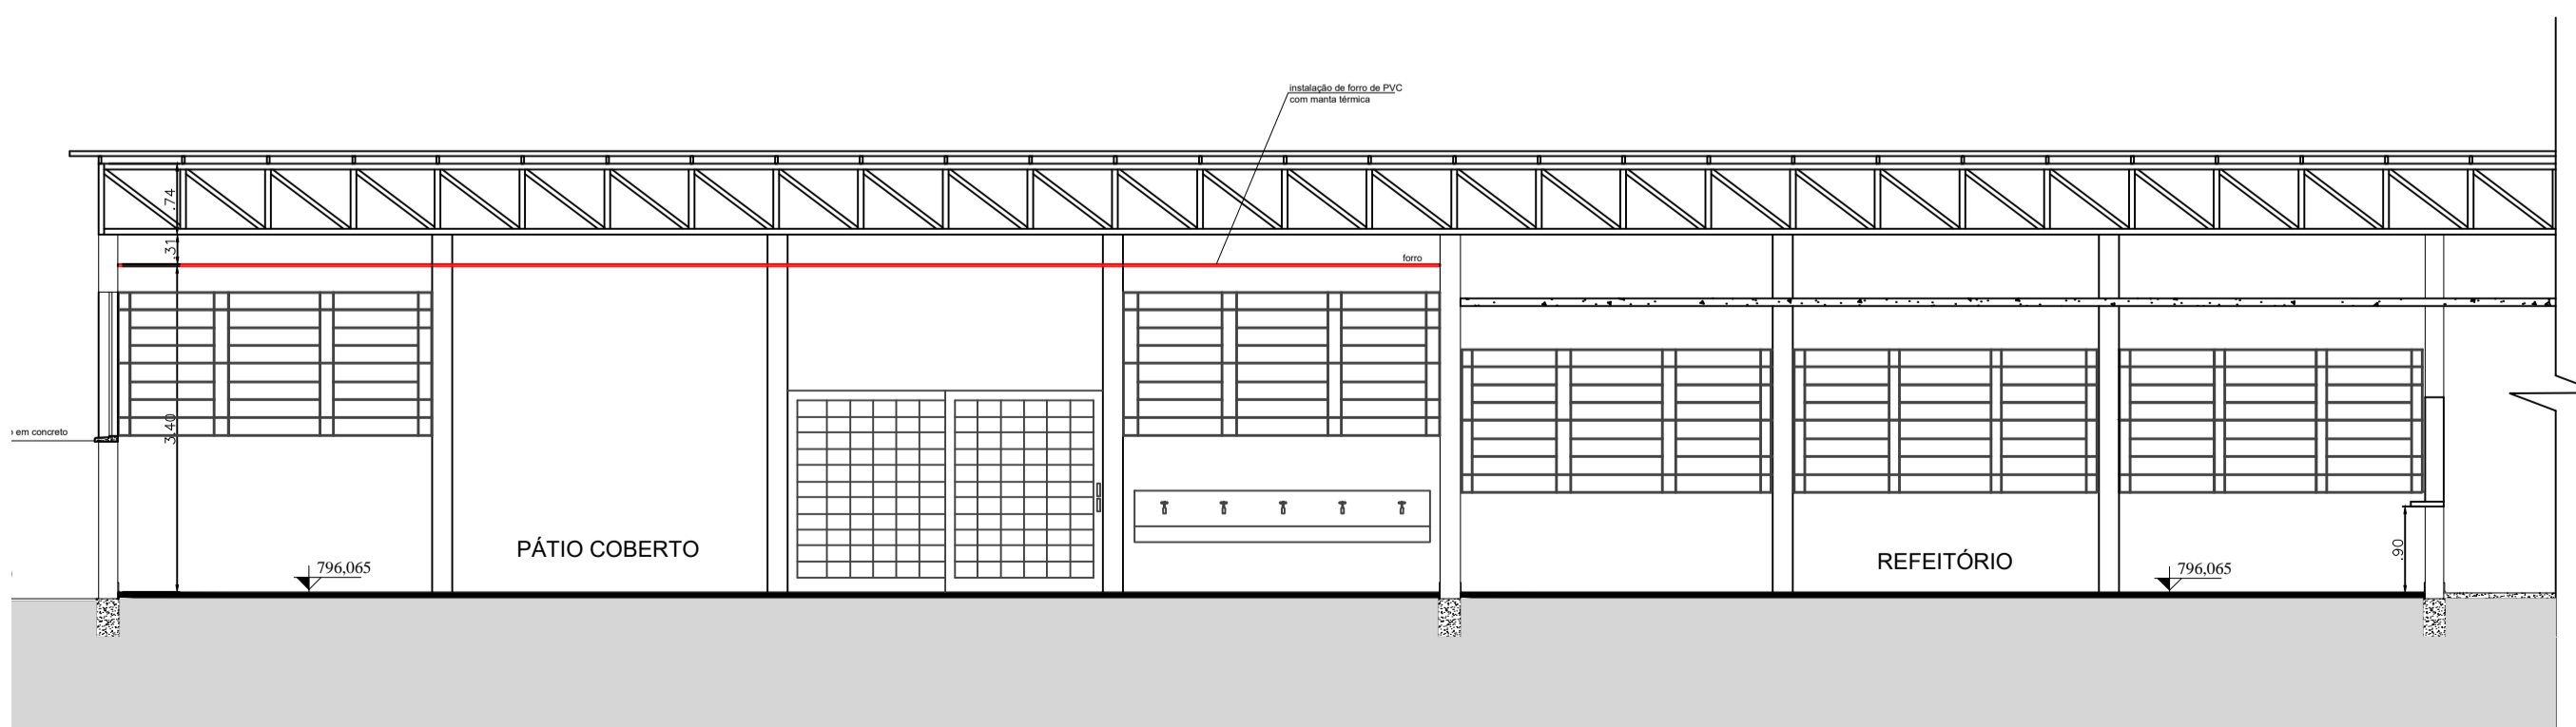 instalação de forro de PVC
com manta térmica
.74
.31
forro
3.40
em concreto
PÁTIO COBERTO
796,065
REFEITÓRIO
796,065
.90